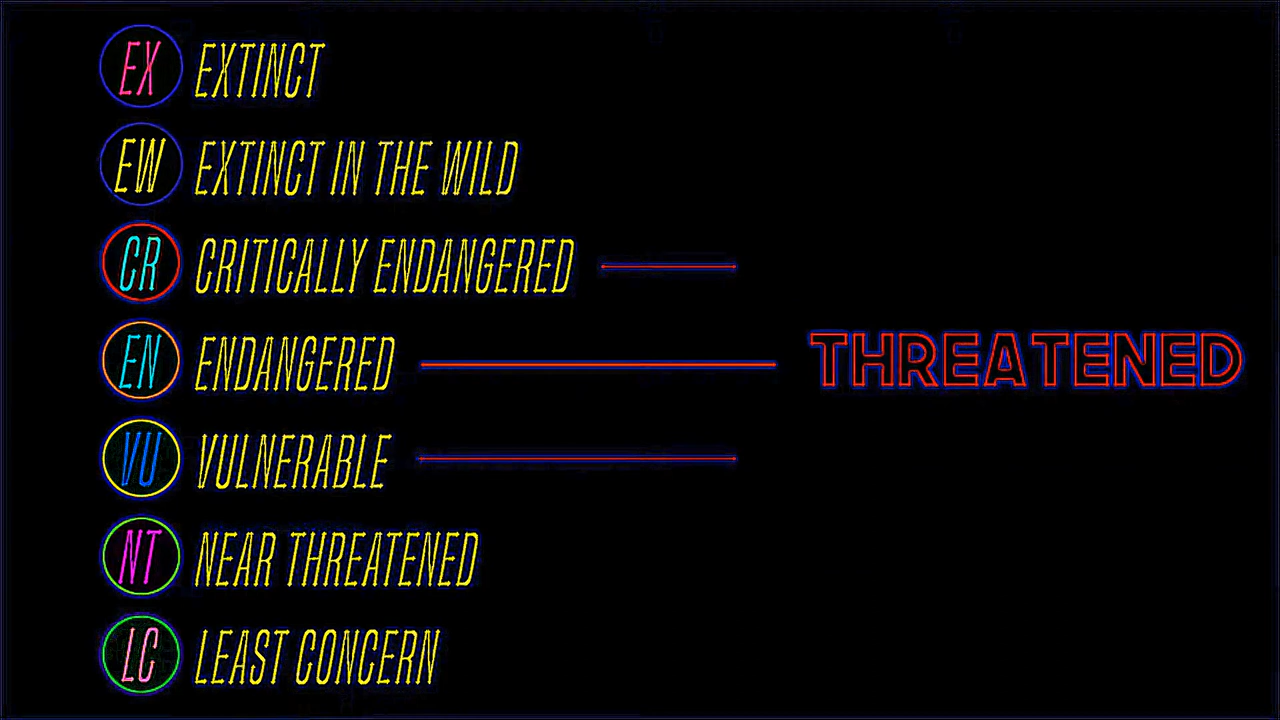 EX EXTINCT
EW EXTINCT IN THE WILD
CR CRITICALLY ENDANGERED
EN ENDANGERED
THREATENED
VU VULNERABLE
NT NEAR THREATENED
LC LEAST CONCERN